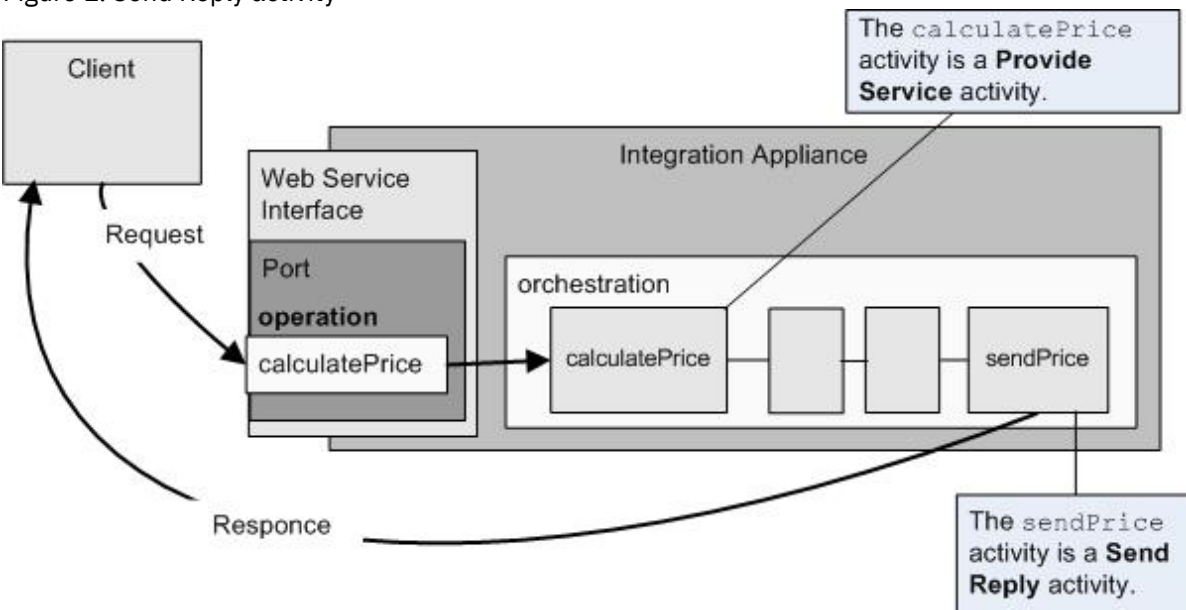 Figure 2. Send Reply activity
The calculatePrice
activity is a Provide
Service activity.
Client
Integration Appliance
Web Service
Interface
Request
Port
orchestration
operation
calculatePrice
calculatePrice
sendPrice
Responce
The sendPrice
activity is a Send
Reply activity.